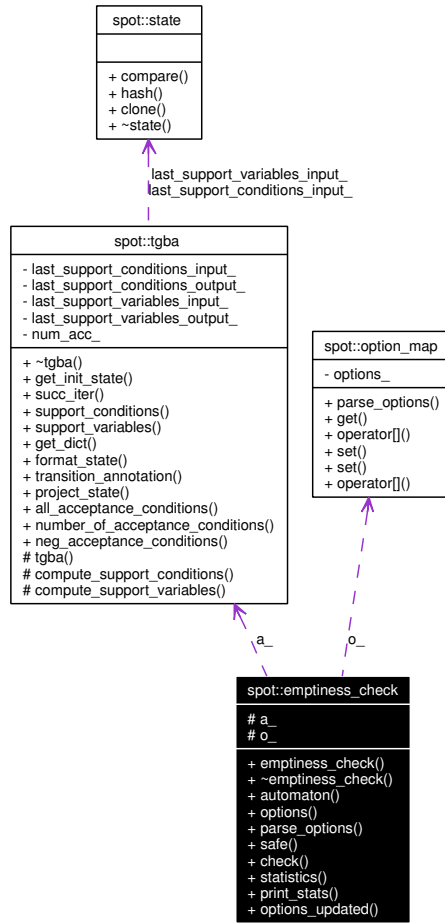 spot::state
+ compare()
+ hash()
+ clone()
+ ~state()
last_support_variables_input_
last_support_conditions_input_
spot::tgba
- last_support_conditions_input_
- last_support_conditions_output_
- last_support_variables_input_
- last_support_variables_output_
- num_acc_
+ ~tgba()
+ get_init_state()
+ succ_iter()
+ support_conditions()
+ support_variables()
+ get_dict()
+ format_state()
+ transition_annotation()
+ project_state()
+ all_acceptance_conditions()
+ number_of_acceptance_conditions()
+ neg_acceptance_conditions()
# tgba()
# compute_support_conditions()
# compute_support_variables()
spot::option_map
- options_
+ parse_options()
+ get()
+ operator[]()
+ set()
+ set()
+ operator[]()
a_
o_
spot::emptiness_check
# a_
# o_
+ emptiness_check()
+ ~emptiness_check()
+ automaton()
+ options()
+ parse_options()
+ safe()
+ check()
+ statistics()
+ print_stats()
+ options_updated()